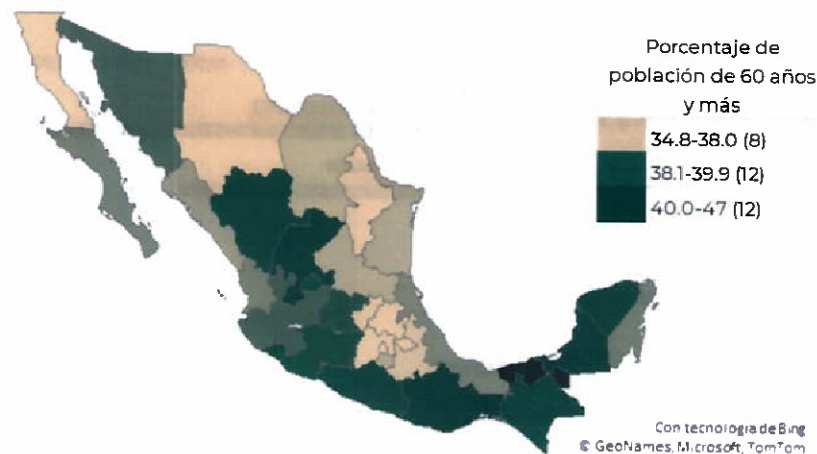 Porcentaje de
población de 60 años
y más
34.8-38.0 (8)
38.1-39.9 (12)
40.0-47 (12)
Con tecnología de Bing
© GeoNames, Microsoft, TomTom